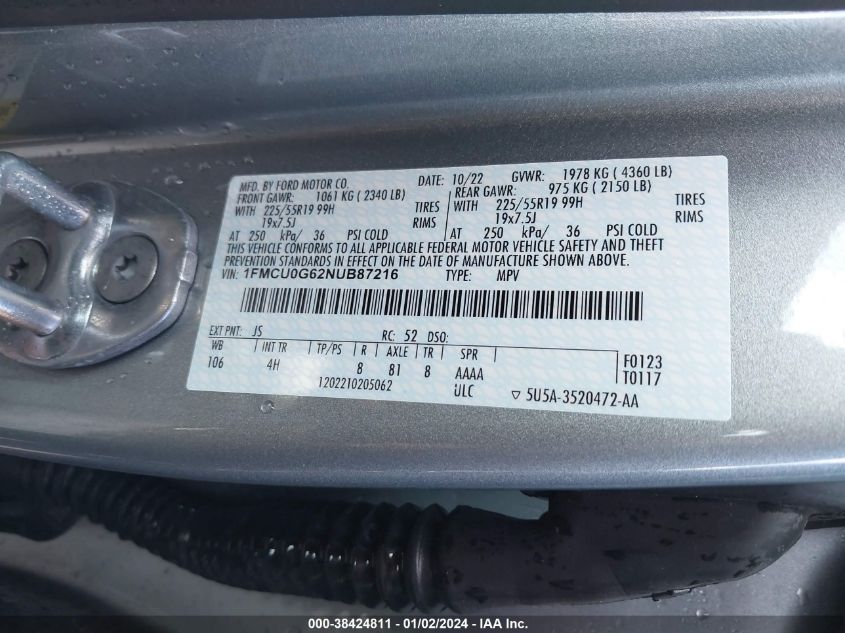 MFD. BY FORD MOTOR CO.
DATE: 10/22 GVWR: 1978 KG ( 4360 LB)
FRONT GAWR: 1061 KG ( 2340 LB) REAR GAWR: 975 KG ( 2150 LB)
WITH 225/55R19 99H TIRES WITH 225/55R19 99H TIRES
19x7.5J RIMS 19x7.5J RIMS
AT 250 kPa/ 36 PSI COLD AT 250 kPa/ 36 PSI COLD
THIS VEHICLE CONFORMS TO ALL APPLICABLE FEDERAL MOTOR VEHICLE SAFETY AND THEFT
PREVENTION STANDARDS IN EFFECT ON THE DATE OF MANUFACTURE SHOWN ABOVE.
VIN: 1FMCU0G62NUB87216 TYPE: MPV
EXT PNT: JS RC: 52 DSO:
WB INT TR TP/PS R AXLE TR SPR F0123
106 4H 8 81 8 AAAA T0117
1202210205062 ULC ▽ 5U5A-3520472-AA
000-38424811 - 01/02/2024 - IAAI.com